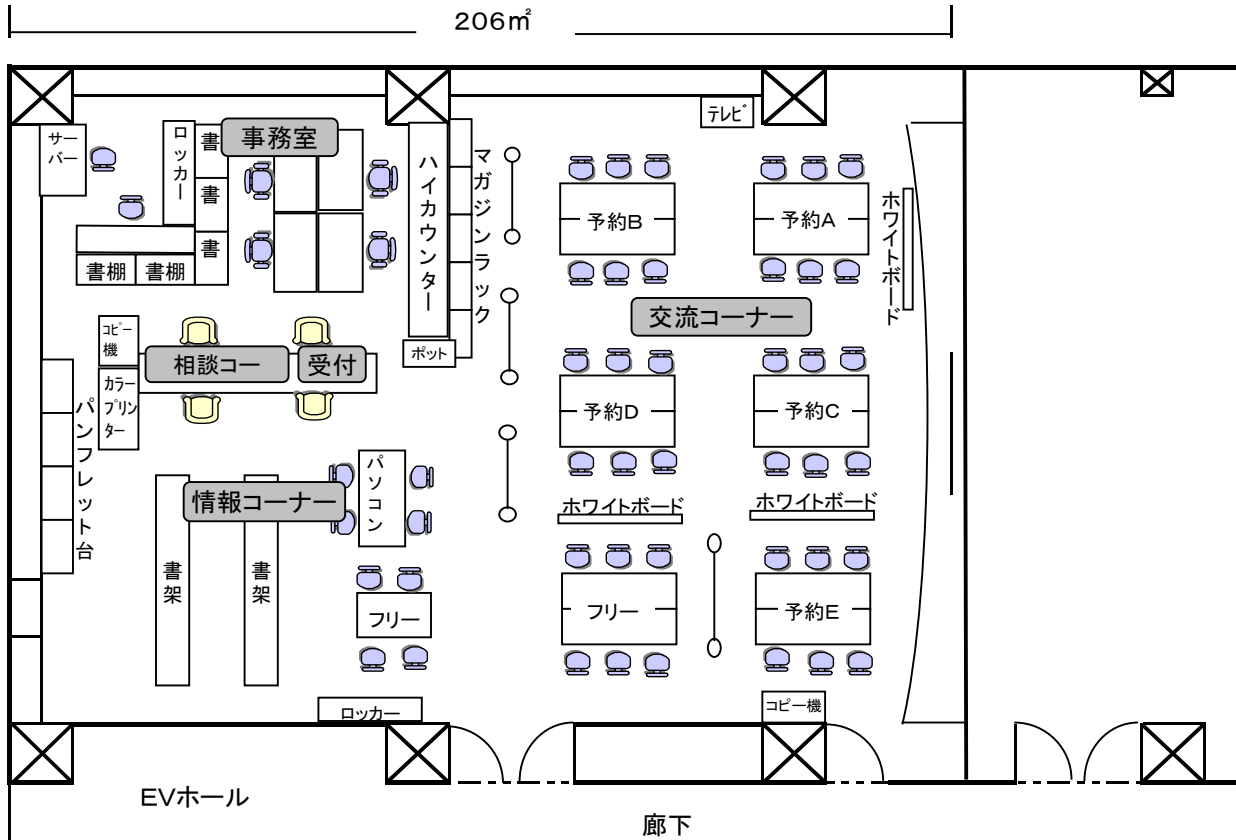 206㎡
テレビ
サーバー
ロッカー
書
事務室
書
書
書棚
書棚
ハイカウンター
マガジンラック
ポット
予約B
予約A
ホワイトボード
交流コーナー
コピー機
カラープリンター
相談コー
受付
パンフレット台
予約D
予約C
情報コーナー
パソコン
ホワイトボード
ホワイトボード
書架
書架
フリー
フリー
予約E
ロッカー
コピー機
EVホール
廊下